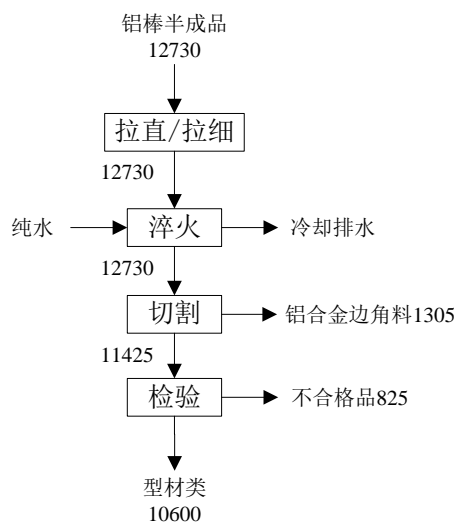 铝棒半成品
12730
拉直/拉细
12730
纯水
淬火
冷却排水
12730
切割
铝合金边角料1305
11425
检验
不合格品825
型材类
10600